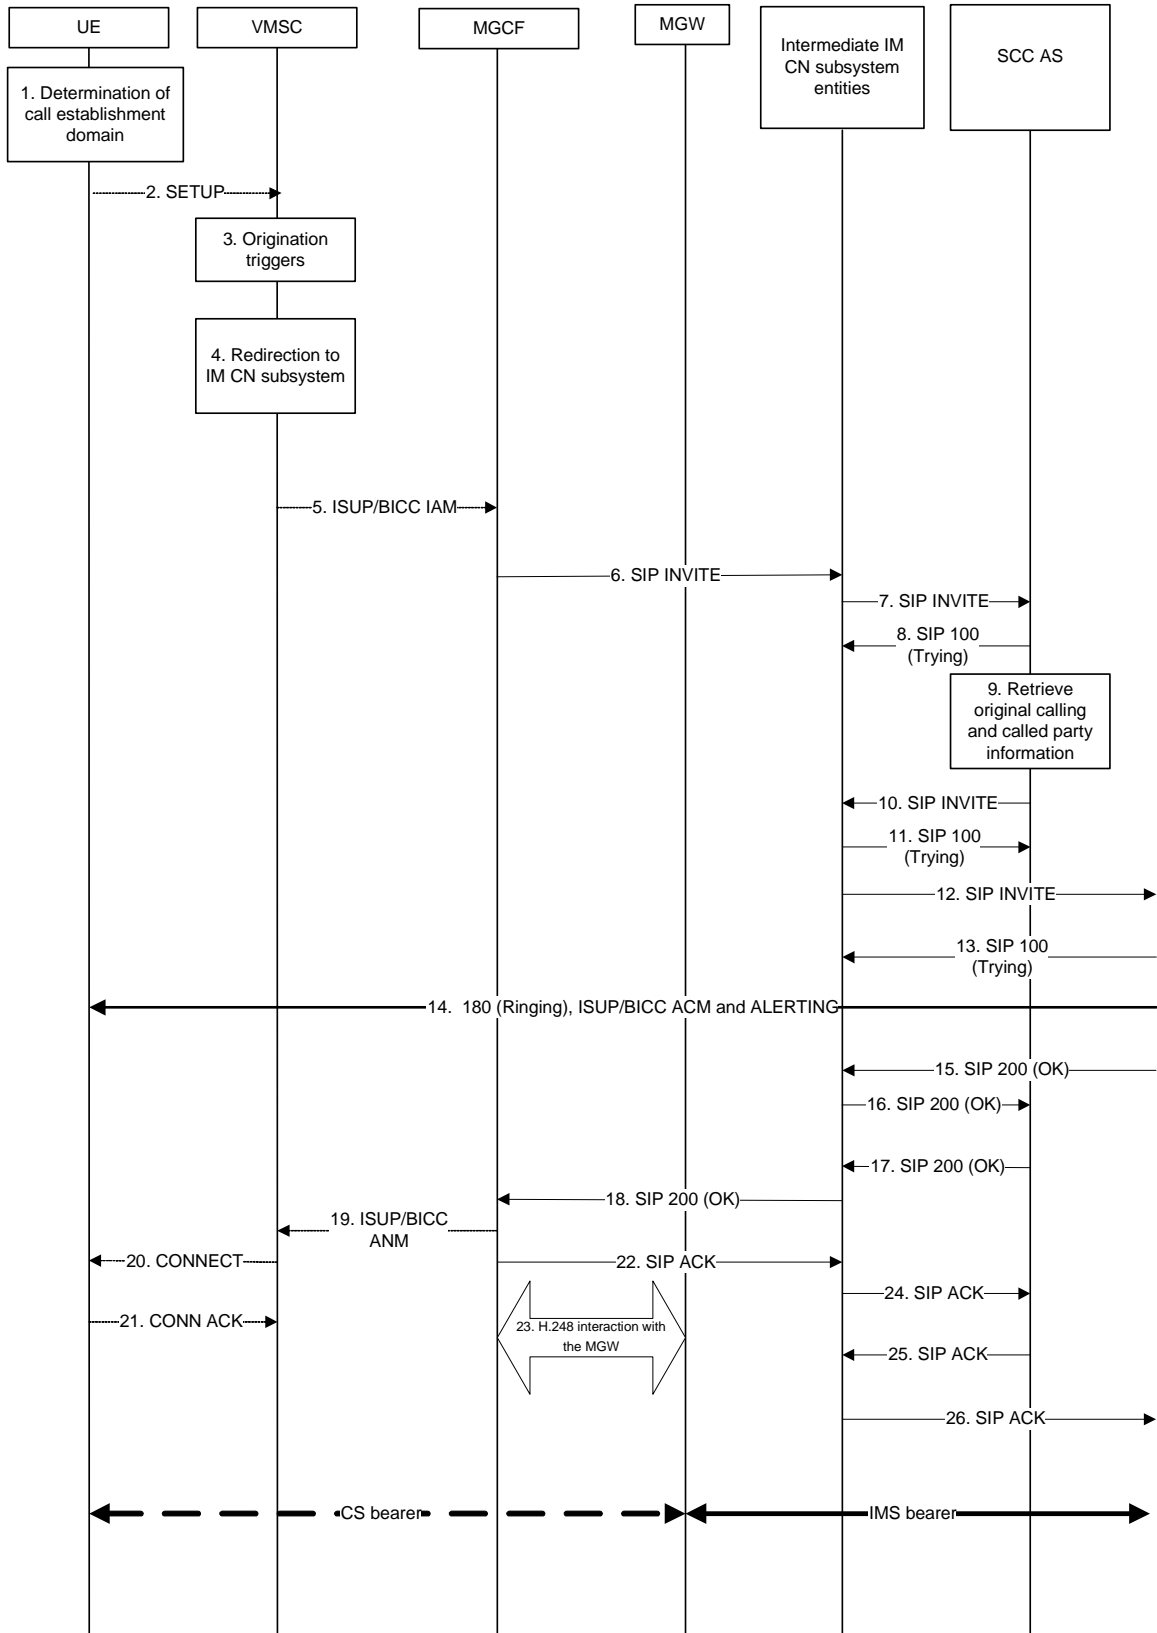 UE
VMSC
MGCF
MGW
Intermediate IM
CN subsystem
entities
SCC AS
1. Determination of
call establishment
domain
2. SETUP
3. Origination
triggers
4. Redirection to
IM CN subsystem
5. ISUP/BICC IAM
6. SIP INVITE
7. SIP INVITE
8. SIP 100
(Trying)
9. Retrieve
original calling
and called party
information
10. SIP INVITE
11. SIP 100
(Trying)
12. SIP INVITE
13. SIP 100
(Trying)
14. 180 (Ringing), ISUP/BICC ACM and ALERTING
15. SIP 200 (OK)
16. SIP 200 (OK)
17. SIP 200 (OK)
18. SIP 200 (OK)
19. ISUP/BICC
ANM
20. CONNECT
22. SIP ACK
24. SIP ACK
21. CONN ACK
23. H.248 interaction with
the MGW
25. SIP ACK
26. SIP ACK
CS bearer
IMS bearer